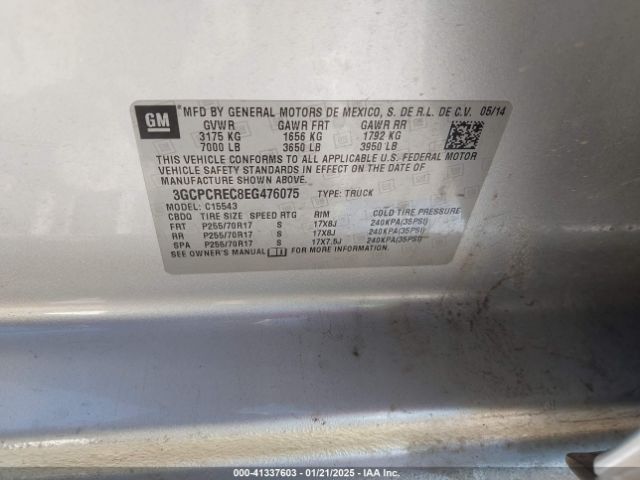 GM
MFD BY GENERAL MOTORS DE MEXICO, S. DE R.L. DE C.V. 05/14
GVWR GAWR FRT GAWR RR
3175 KG 1656 KG 1792 KG
7000 LB 3650 LB 3950 LB
THIS VEHICLE CONFORMS TO ALL APPLICABLE U.S. FEDERAL MOTOR
VEHICLE SAFETY STANDARDS IN EFFECT ON THE DATE OF
MANUFACTURE SHOWN ABOVE.
3GCPCREC8EG476075 TYPE: TRUCK
MODEL: C15543
CBDQ TIRE SIZE SPEED RTG RIM COLD TIRE PRESSURE
FRT P255/70R17 S 17X8J 240KPA(35PSI)
RR P255/70R17 S 17X8J 240KPA(35PSI)
SPA P255/70R17 S 17X7.5J 240KPA(35PSI)
SEE OWNER'S MANUAL FOR MORE INFORMATION.
000-41337603 - 01/21/2025 - IAA Inc.